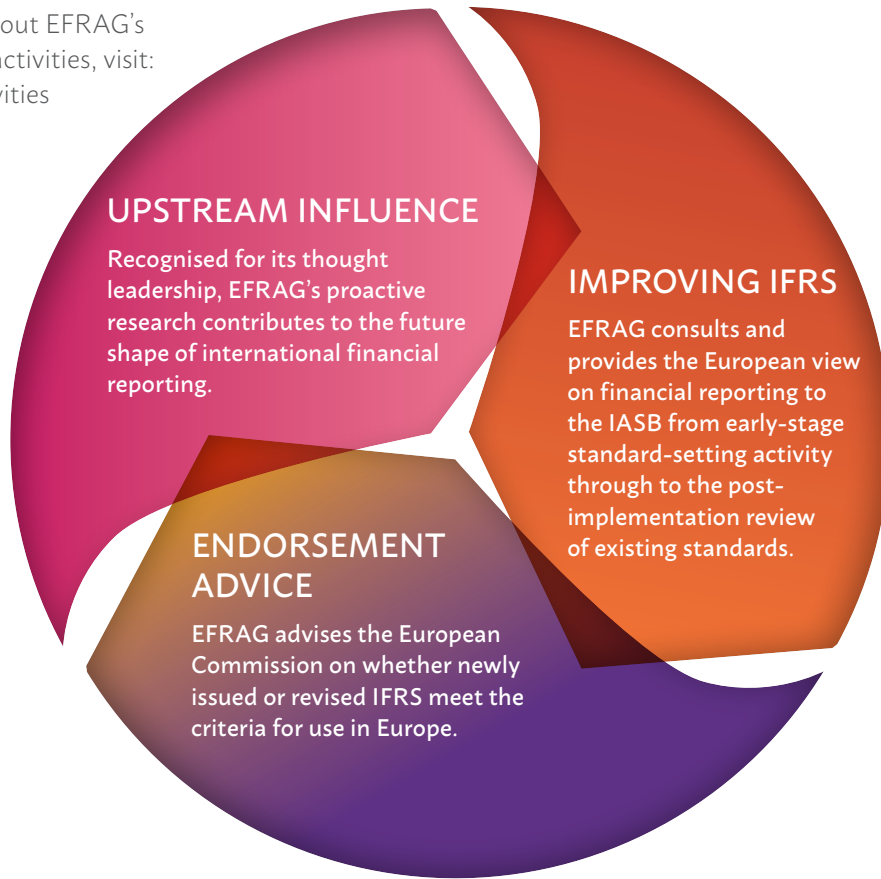 out EFRAG's
activities, visit:
vities
UPSTREAM INFLUENCE
Recognised for its thought
leadership, EFRAG's proactive
research contributes to the future
shape of international financial
reporting.
IMPROVING IFRS
EFRAG consults and
provides the European view
on financial reporting to
the IASB from early-stage
standard-setting activity
through to the post-
implementation review
of existing standards.
ENDORSEMENT
ADVICE
EFRAG advises the European
Commission on whether newly
issued or revised IFRS meet the
criteria for use in Europe.